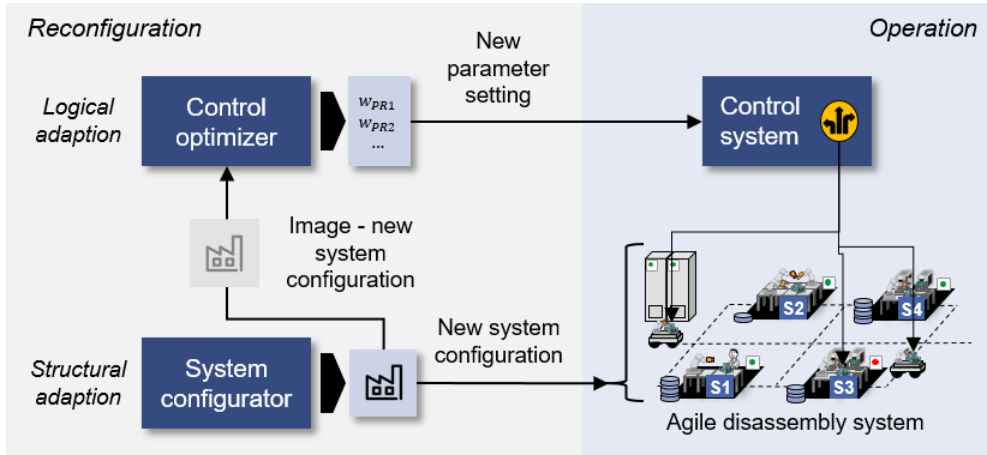 Reconfiguration
Operation
Logical
adaption
Control
optimizer
w_PR1
w_PR2
...
New
parameter
setting
Control
system
Image - new
system
configuration
Structural
adaption
System
configurator
New system
configuration
S2
S4
S1
S3
Agile disassembly system